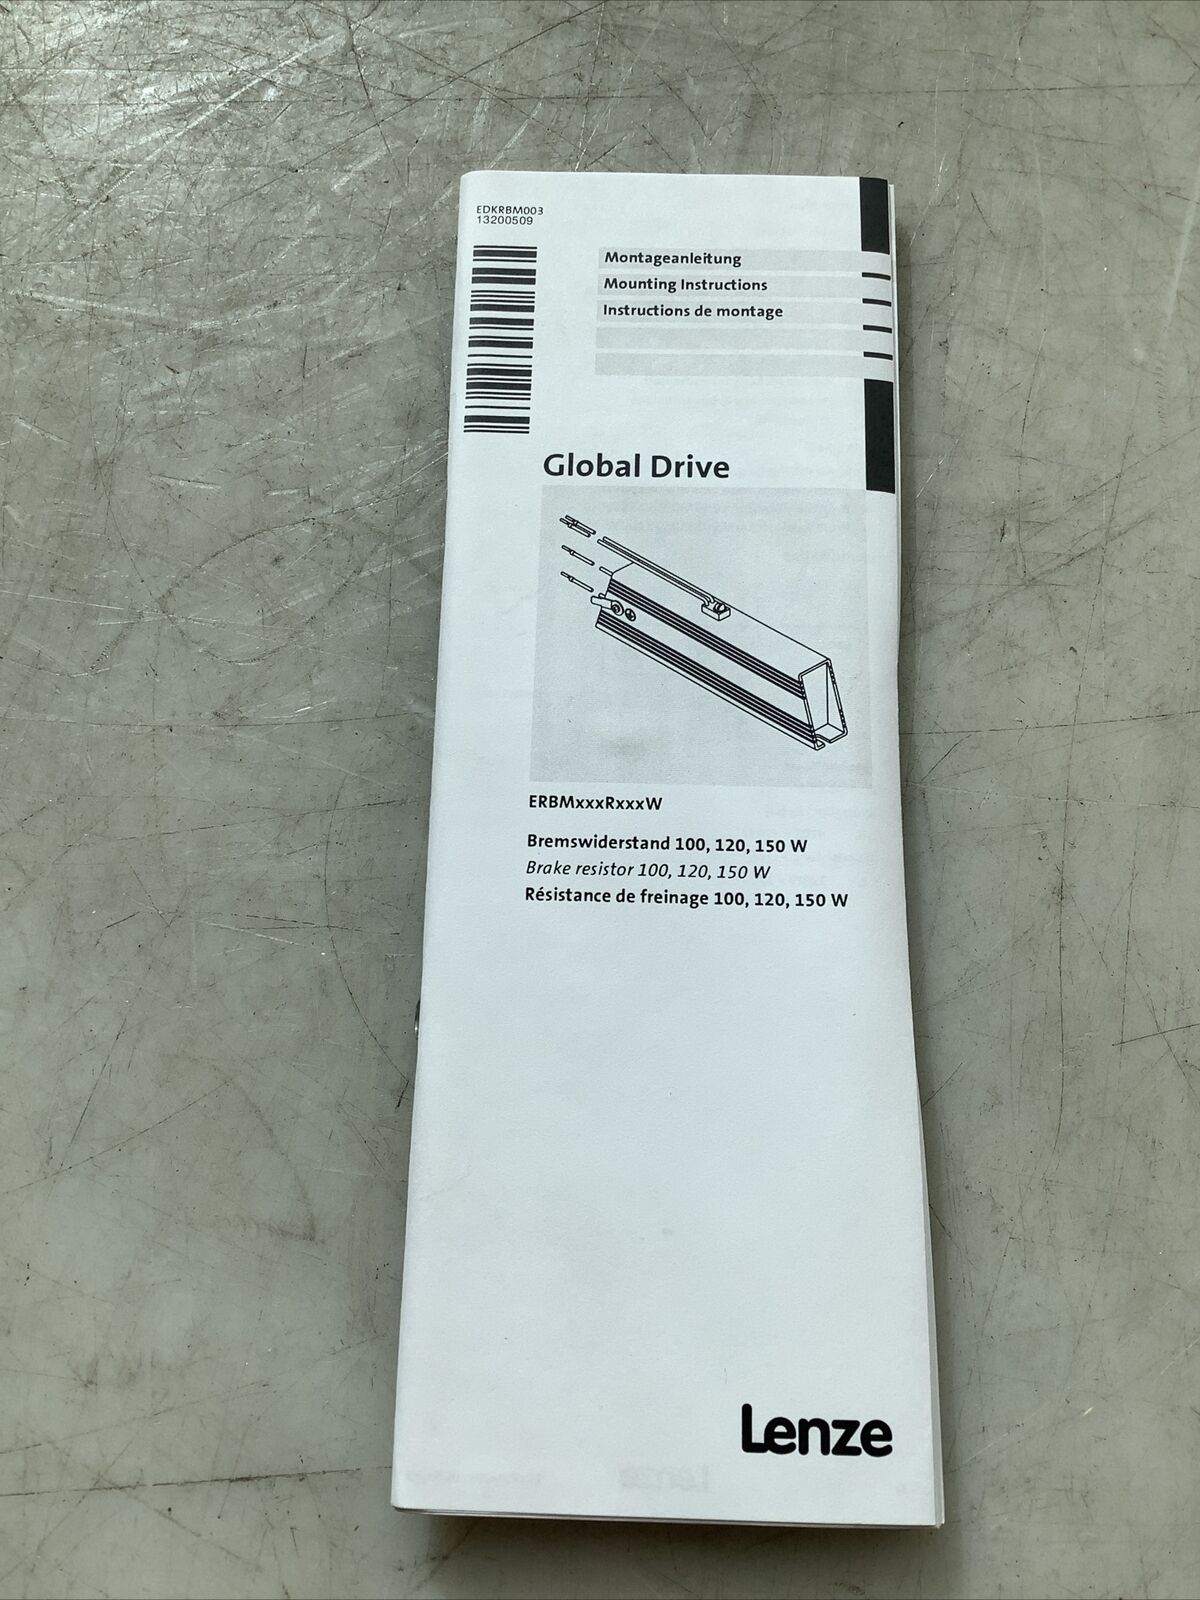 EDKRBM003
13200509
Montageanleitung
Mounting Instructions
Instructions de montage
Global Drive
ERBMxxxRxxxW
Bremswiderstand 100, 120, 150 W
Brake resistor 100, 120, 150 W
Résistance de freinage 100, 120, 150 W
Lenze